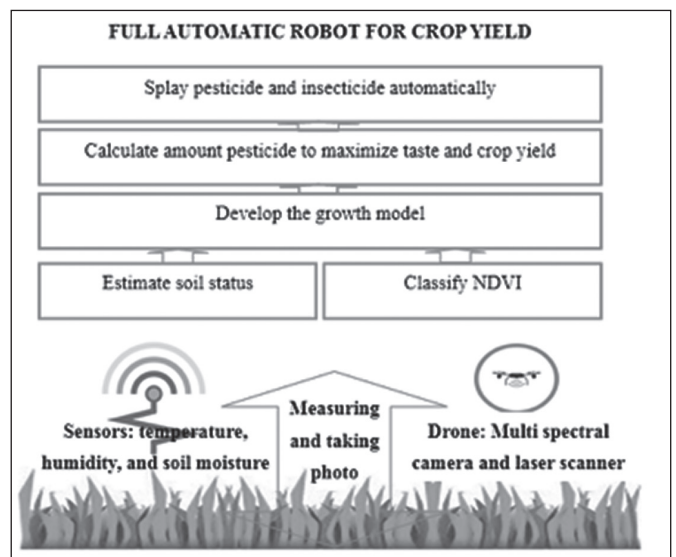 FULL AUTOMATIC ROBOT FOR CROP YIELD
Splay pesticide and insecticide automatically
Calculate amount pesticide to maximize taste and crop yield
Develop the growth model
Estimate soil status
Classify NDVI
Sensors: temperature,
humidity, and soil moisture
Measuring
and taking
photo
Drone: Multi spectral
camera and laser scanner